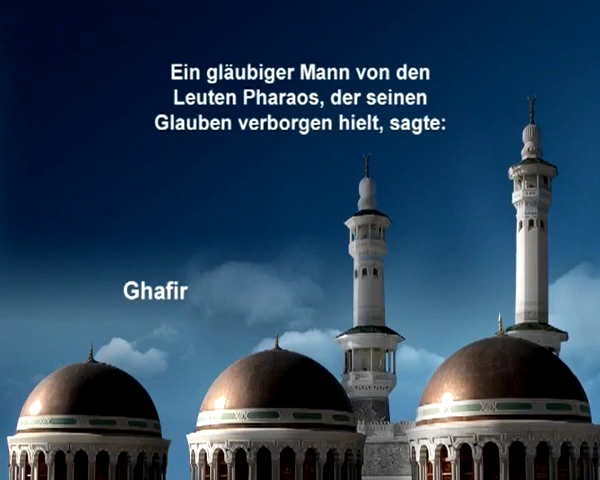 Ein gläubiger Mann von den
Leuten Pharaos, der seinen
Glauben verborgen hielt, sagte:
Ghafir